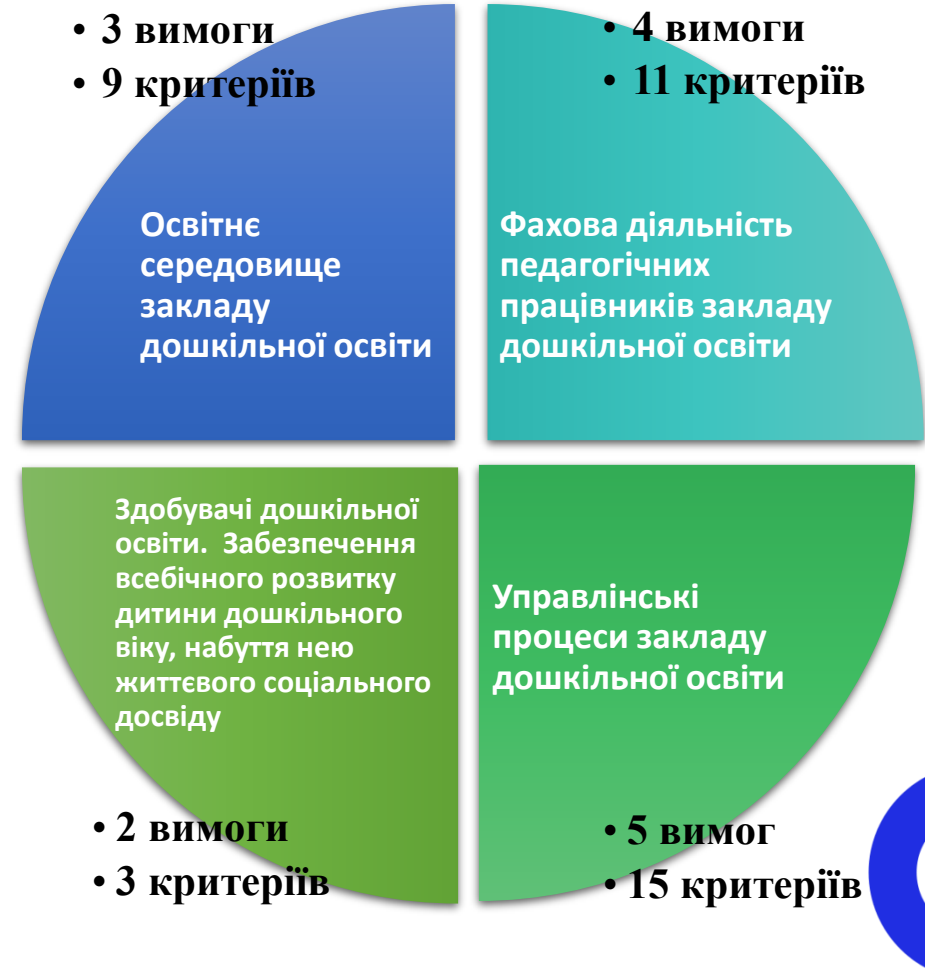 • 3 вимоги
• 9 критеріїв
Освітнє
середовище
закладу
дошкільної освіти
• 4 вимоги
• 11 критеріїв
Фахова діяльність
педагогічних
працівників закладу
дошкільної освіти
Здобувачі дошкільної
освіти.  Забезпечення
всебічного розвитку
дитини дошкільного
віку, набуття нею
життєвого соціального
досвіду
• 2 вимоги
• 3 критеріїв
Управлінські
процеси закладу
дошкільної освіти
• 5 вимог
• 15 критеріїв